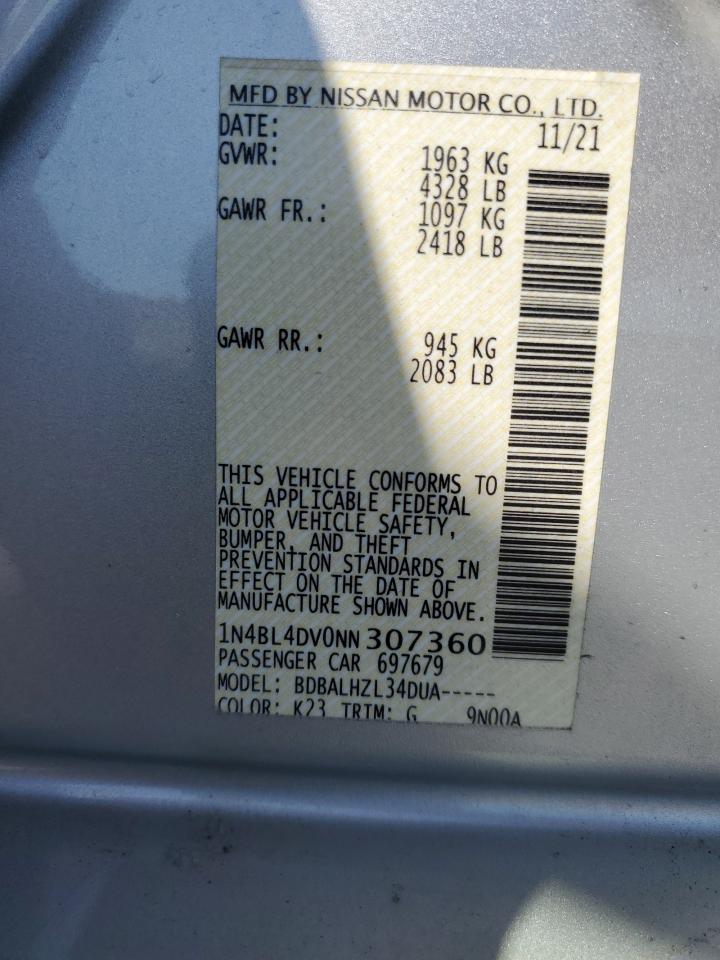 MFD BY NISSAN MOTOR CO., LTD.
DATE: 11/21
GVWR: 1963 KG
4328 LB
GAWR FR.: 1097 KG
2418 LB
GAWR RR.: 945 KG
2083 LB
THIS VEHICLE CONFORMS TO
ALL APPLICABLE FEDERAL
MOTOR VEHICLE SAFETY,
BUMPER, AND THEFT
PREVENTION STANDARDS IN
EFFECT ON THE DATE OF
MANUFACTURE SHOWN ABOVE.
1N4BL4DV0NN307360
PASSENGER CAR 697679
MODEL: BDBALHZL34DUA-----
COLOR: K23 TRIM: G 9N00A